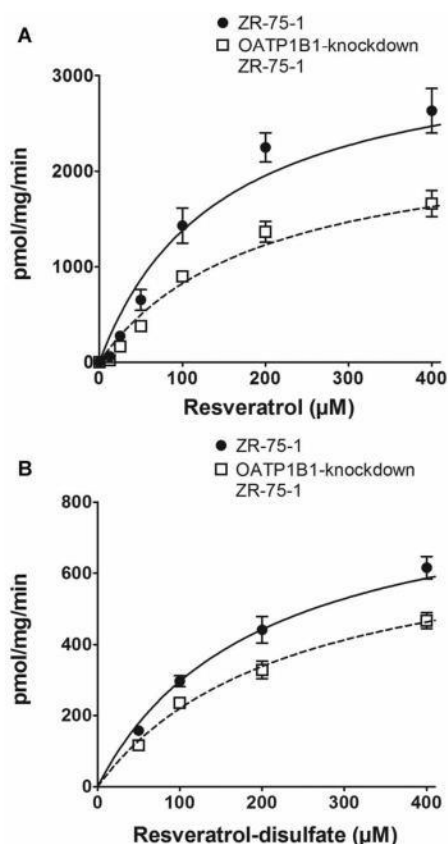 A
ZR-75-1
OATP1B1-knockdown
ZR-75-1
3000
2000
1000
0
pmol/mg/min
0 100 200 300 400
Resveratrol (μM)
B
ZR-75-1
OATP1B1-knockdown
ZR-75-1
800
600
400
200
0
pmol/mg/min
0 100 200 300 400
Resveratrol-disulfate (μM)